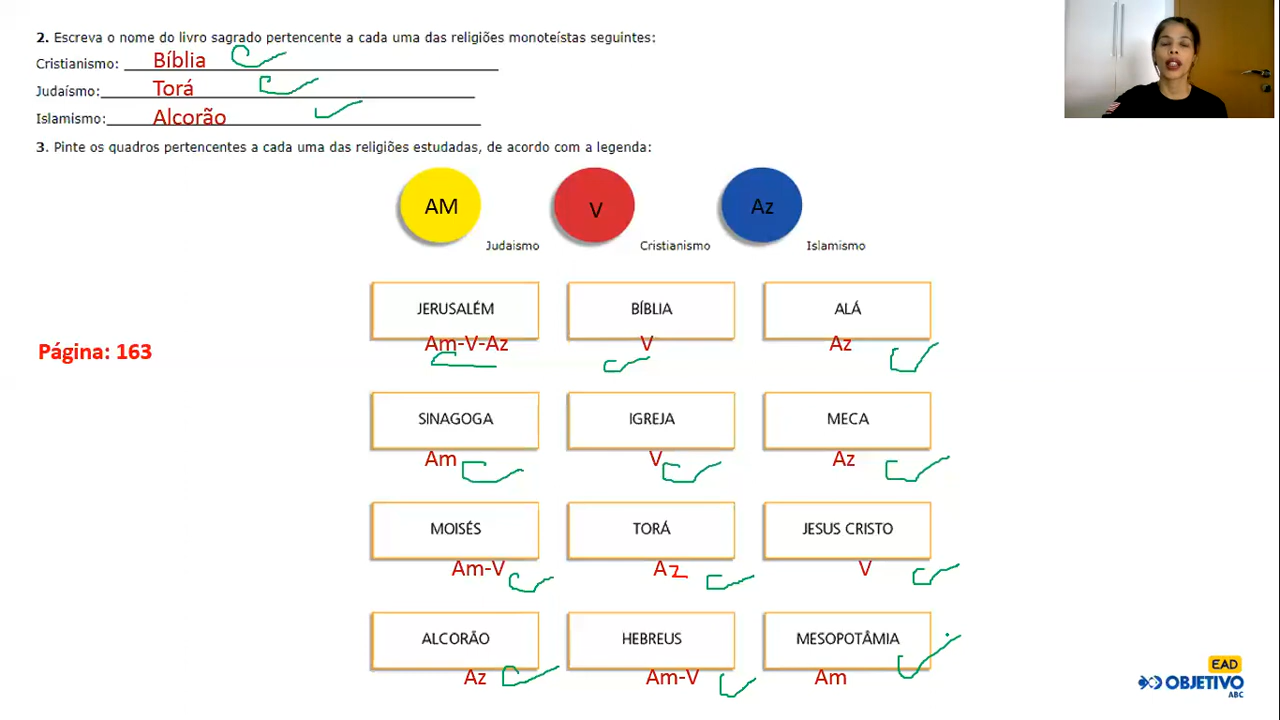 2. Escreva o nome do livro sagrado pertencente a cada uma das religiões monoteístas seguintes:
Cristianismo: Bíblia
Judaísmo: Torá
Islamismo: Alcorão
3. Pinte os quadros pertencentes a cada uma das religiões estudadas, de acordo com a legenda:
AM V Az
Judaismo Cristianismo Islamismo
JERUSALÉM BÍBLIA ALÁ
Am-V-Az V Az
Página: 163
SINAGOGA IGREJA MECA
Am V Az
MOISÉS TORÁ JESUS CRISTO
Am-V Az V
ALCORÃO HEBREUS MESOPOTÂMIA
Az Am-V Am
EAD
OBJETIVO
ABC